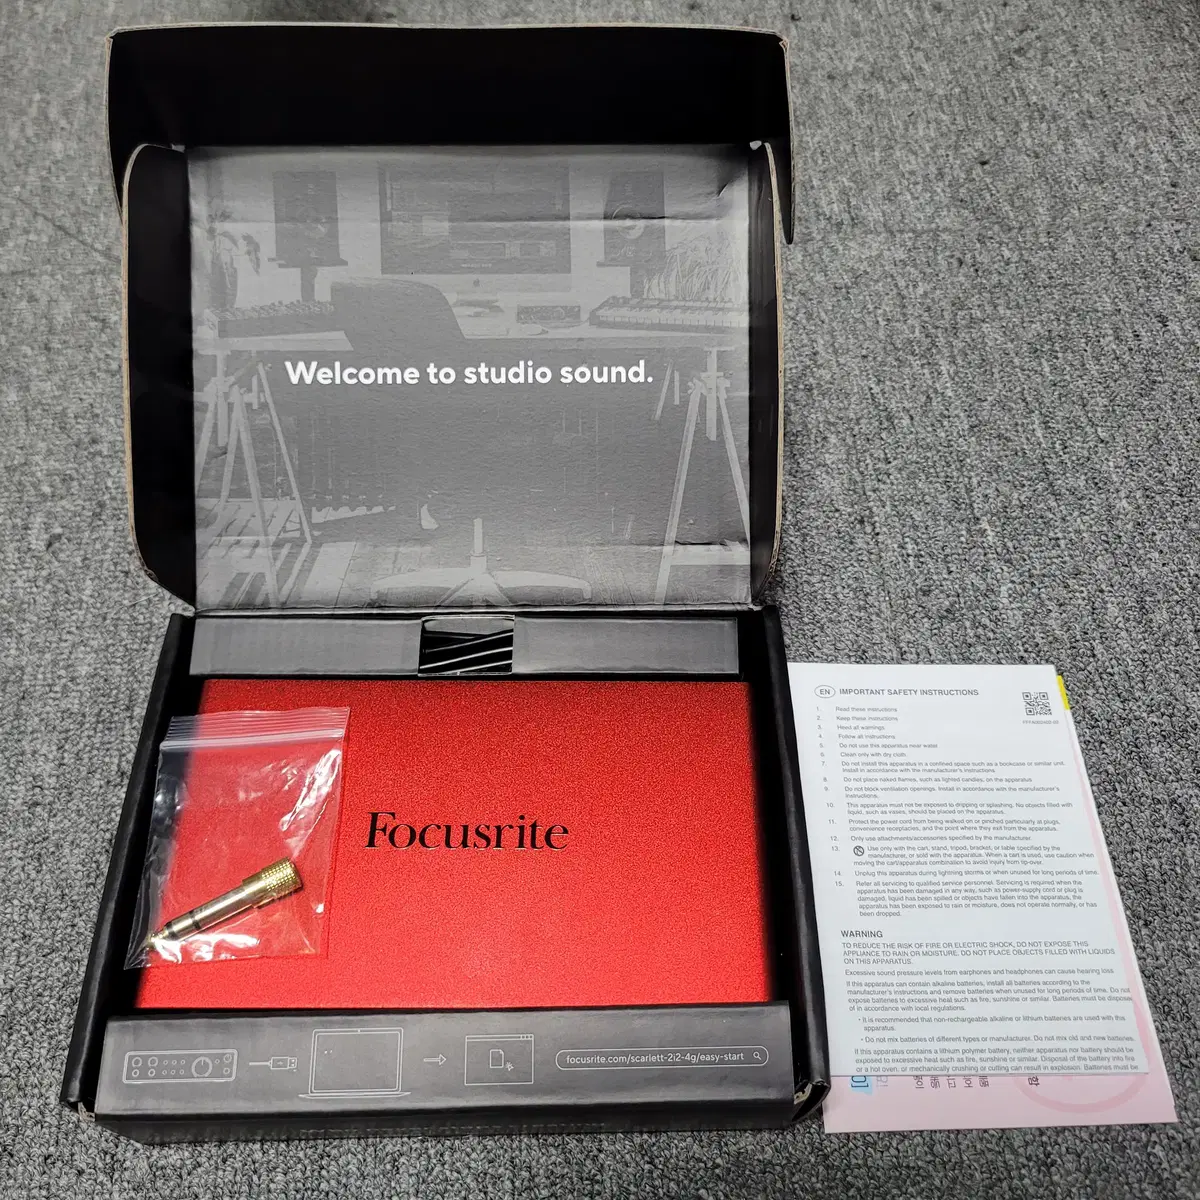 Welcome to studio sound.
Focusrite
focusrite.com/scarlett-2i2-4g/easy-start
EN IMPORTANT SAFETY INSTRUCTIONS
1. Read these instructions
2. Keep these instructions
3. Heed all warnings.
4. Follow all instructions.
5. Do not use this apparatus near water.
6. Clean only with dry cloth.
7. Do not install this apparatus in a confined space such as a bookcase or similar unit.
Install in accordance with the manufacturer's instructions
8. Do not place naked flames, such as lighted candles, on the apparatus
9. Do not block ventilation openings. Install in accordance with the manufacturer's
instructions.
10. This apparatus must not be exposed to dripping or splashing. No objects filled with
liquid, such as vases, should be placed on the apparatus.
11. Protect the power cord from being walked on or pinched particularly at plugs,
convenience receptacles, and the point where they exit from the apparatus.
12. Only use attachments/accessories specified by the manufacturer.
13. Use only with the cart, stand, tripod, bracket, or table specified by the
manufacturer, or sold with the apparatus. When a cart is used, use caution when
moving the cart/apparatus combination to avoid injury from tip-over.
14. Unplug this apparatus during lightning storms or when unused for long periods of time.
15. Refer all servicing to qualified service personnel. Servicing is required when the
apparatus has been damaged in any way, such as power-supply cord or plug is
damaged, liquid has been spilled or objects have fallen into the apparatus, the
apparatus has been exposed to rain or moisture, does not operate normally, or has
been dropped.
WARNING
TO REDUCE THE RISK OF FIRE OR ELECTRIC SHOCK, DO NOT EXPOSE THIS
APPLIANCE TO RAIN OR MOISTURE. DO NOT PLACE OBJECTS FILLED WITH LIQUIDS
ON THIS APPARATUS.
Excessive sound pressure levels from earphones and headphones can cause hearing loss.
If this apparatus can contain alkaline batteries, install all batteries according to the
manufacturer's instructions and remove batteries when unused for long periods of time. Do not
expose batteries to excessive heat such as fire, sunshine or similar. Batteries must be dispose
of in accordance with local regulations.
• It is recommended that non-rechargeable alkaline or lithium batteries are used with this
apparatus.
• Do not mix batteries of different types or manufacturer. Do not mix old and new batteries.
If this apparatus contains a lithium polymer battery, neither apparatus nor battery should be
exposed to excessive heat such as fire, sunshine or similar. Disposal of the battery into fire
or a hot oven, or mechanically crushing or cutting can result in explosion. Batteries must be